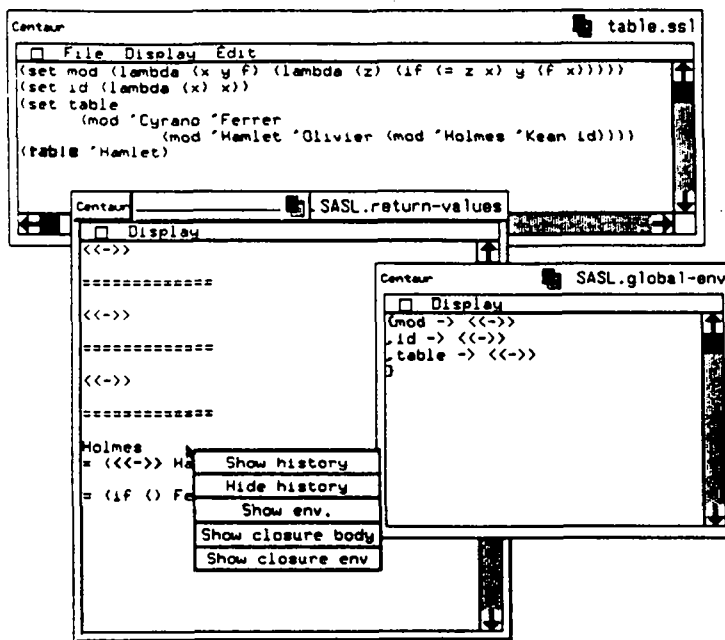 Centaur table.ssl
File Display Edit
(set mod (lambda (x y f) (lambda (z) (if (= z x) y (f x)))))
(set id (lambda (x) x))
(set table
(mod "Cyrano "Ferrer
(mod "Hamlet "Olivier (mod "Holmes "Kean id))))
(table "Hamlet)
Centaur SASL.return-values
Display
<<->>
=============
<<->>
=============
<<->>
=============
Holmes
= (<<->> Ha
= (if () Fe
Show history
Hide history
Show env.
Show closure body
Show closure env
Centaur SASL.global-env
Display
{mod -> <<->>
,id -> <<->>
,table -> <<->>
}